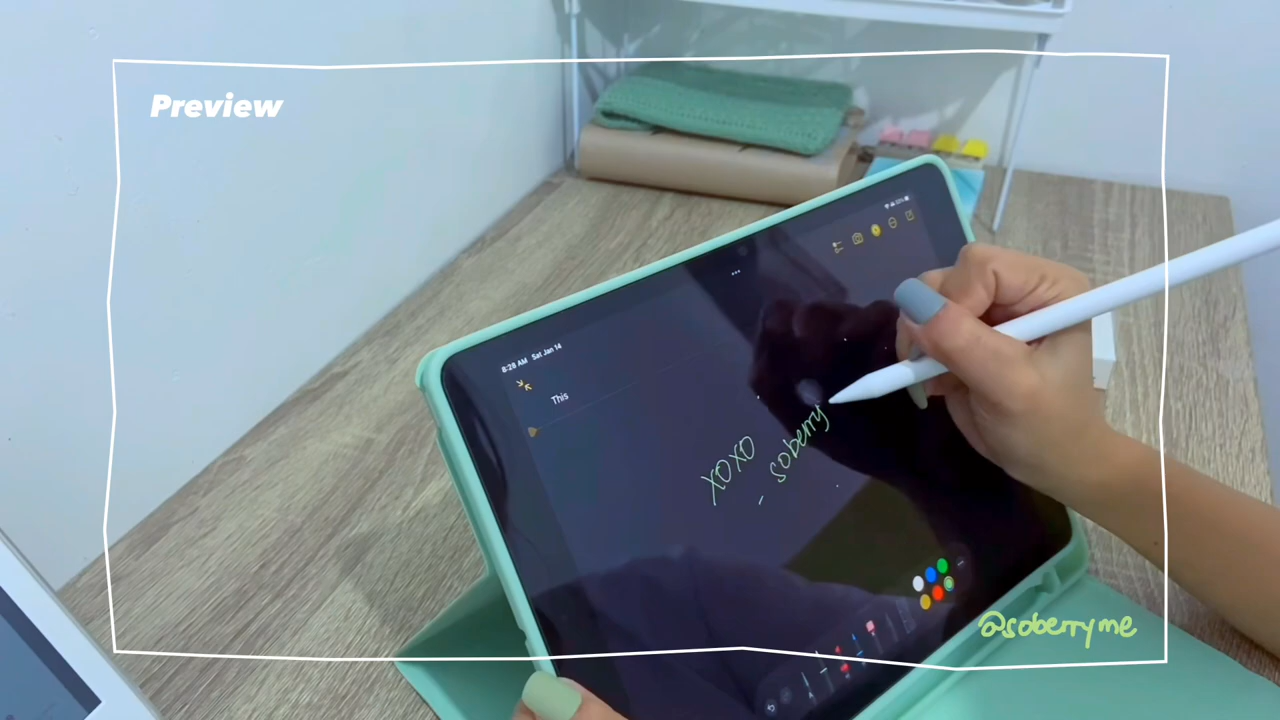 Preview
8:28 AM Sat Jan 14
This
XOXO
- soberry
@soberryme